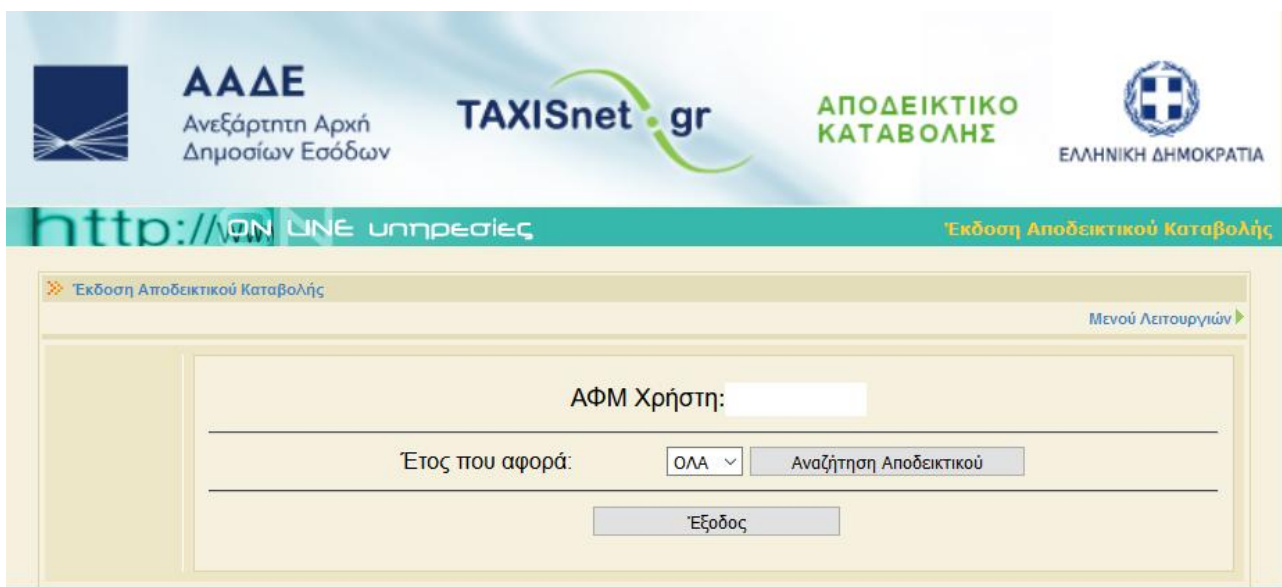 ΑΑΔΕ
Ανεξάρτητη Αρχή
Δημοσίων Εσόδων
TAXISnet.gr
ΑΠΟΔΕΙΚΤΙΚΟ
ΚΑΤΑΒΟΛΗΣ
ΕΛΛΗΝΙΚΗ ΔΗΜΟΚΡΑΤΙΑ
http://www
ON LINE υπηρεσίες
Έκδοση Αποδεικτικού Καταβολής
Έκδοση Αποδεικτικού Καταβολής
Μενού Λειτουργιών
ΑΦΜ Χρήστη:
Έτος που αφορά: ΟΛΑ Αναζήτηση Αποδεικτικού
Έξοδος